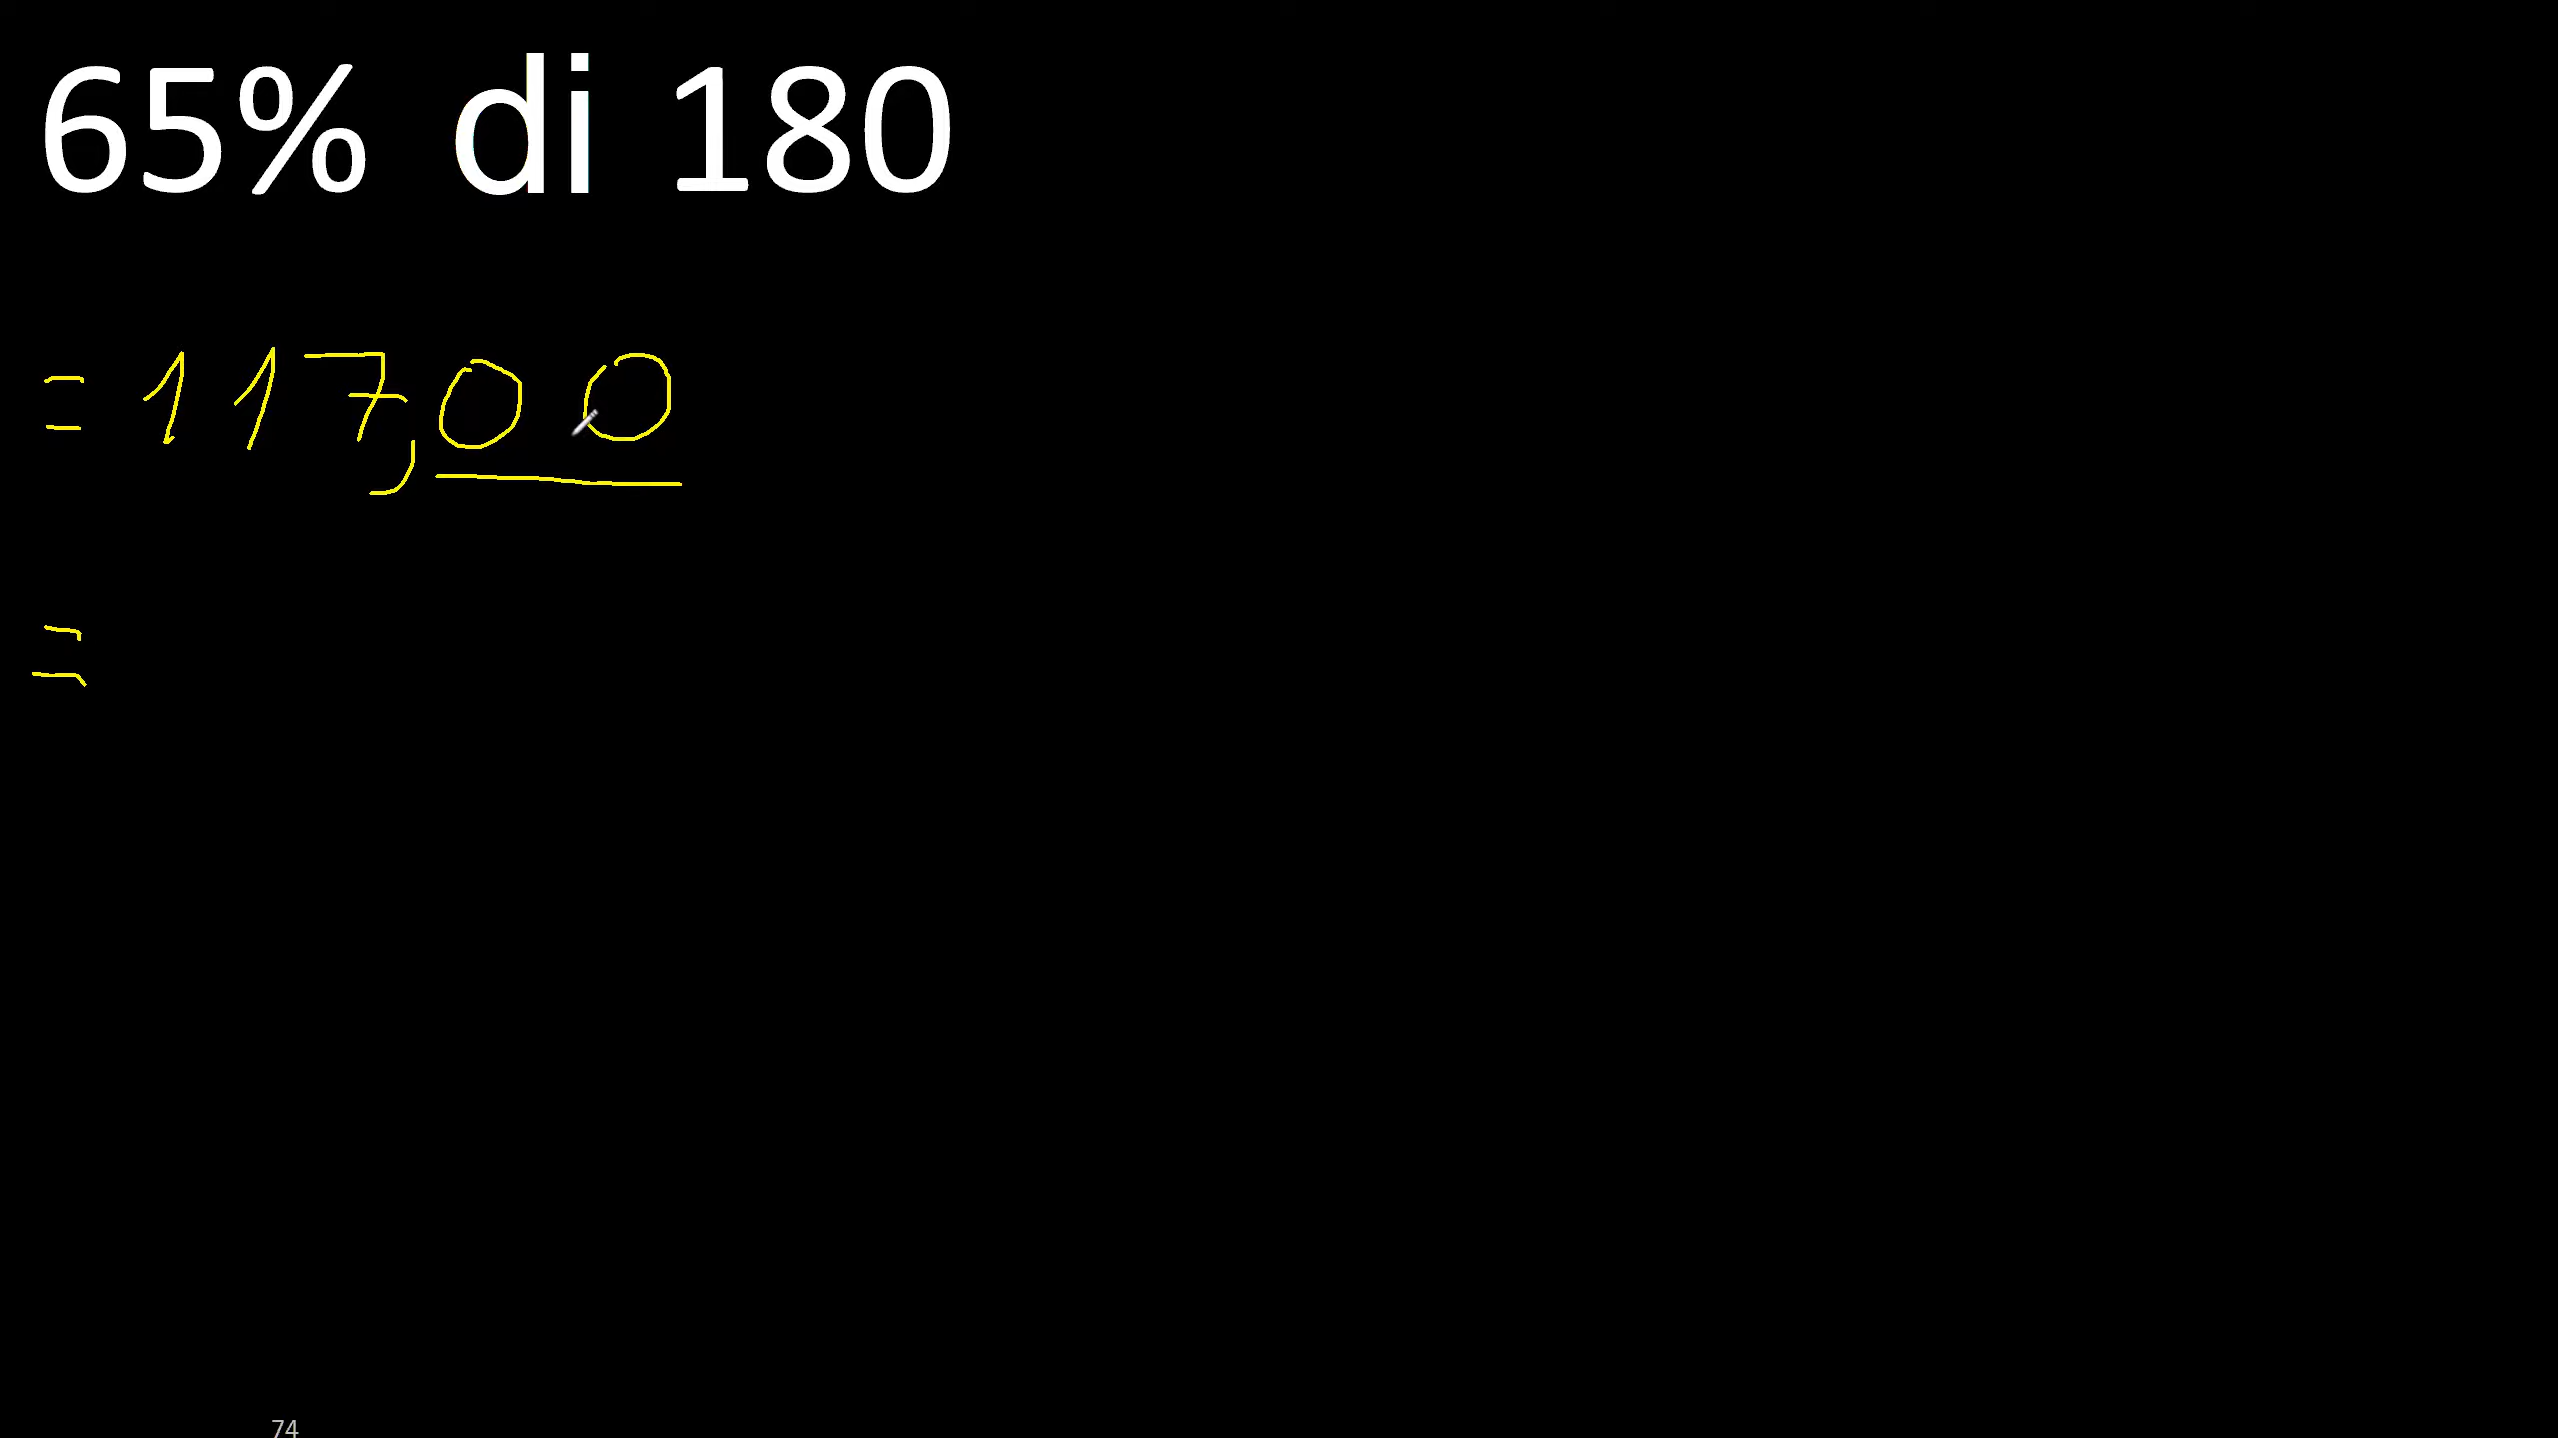 65% di 180
= 117,00
=
74